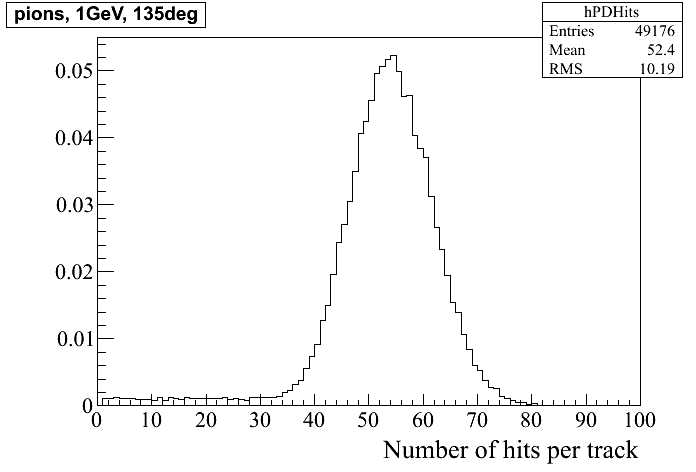 pions, 1GeV, 135deg
hPDHits
Entries 49176
Mean 52.4
RMS 10.19
0.05
0.04
0.03
0.02
0.01
0
0 10 20 30 40 50 60 70 80 90 100
Number of hits per track